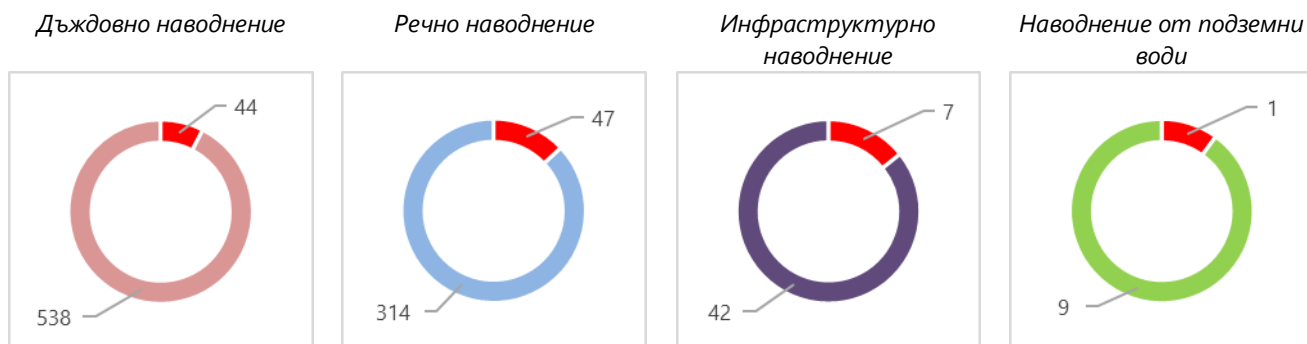 Дъждовно наводнение
Речно наводнение
Инфраструктурно
наводнение
Наводнение от подземни
води
44
538
47
314
7
42
1
9